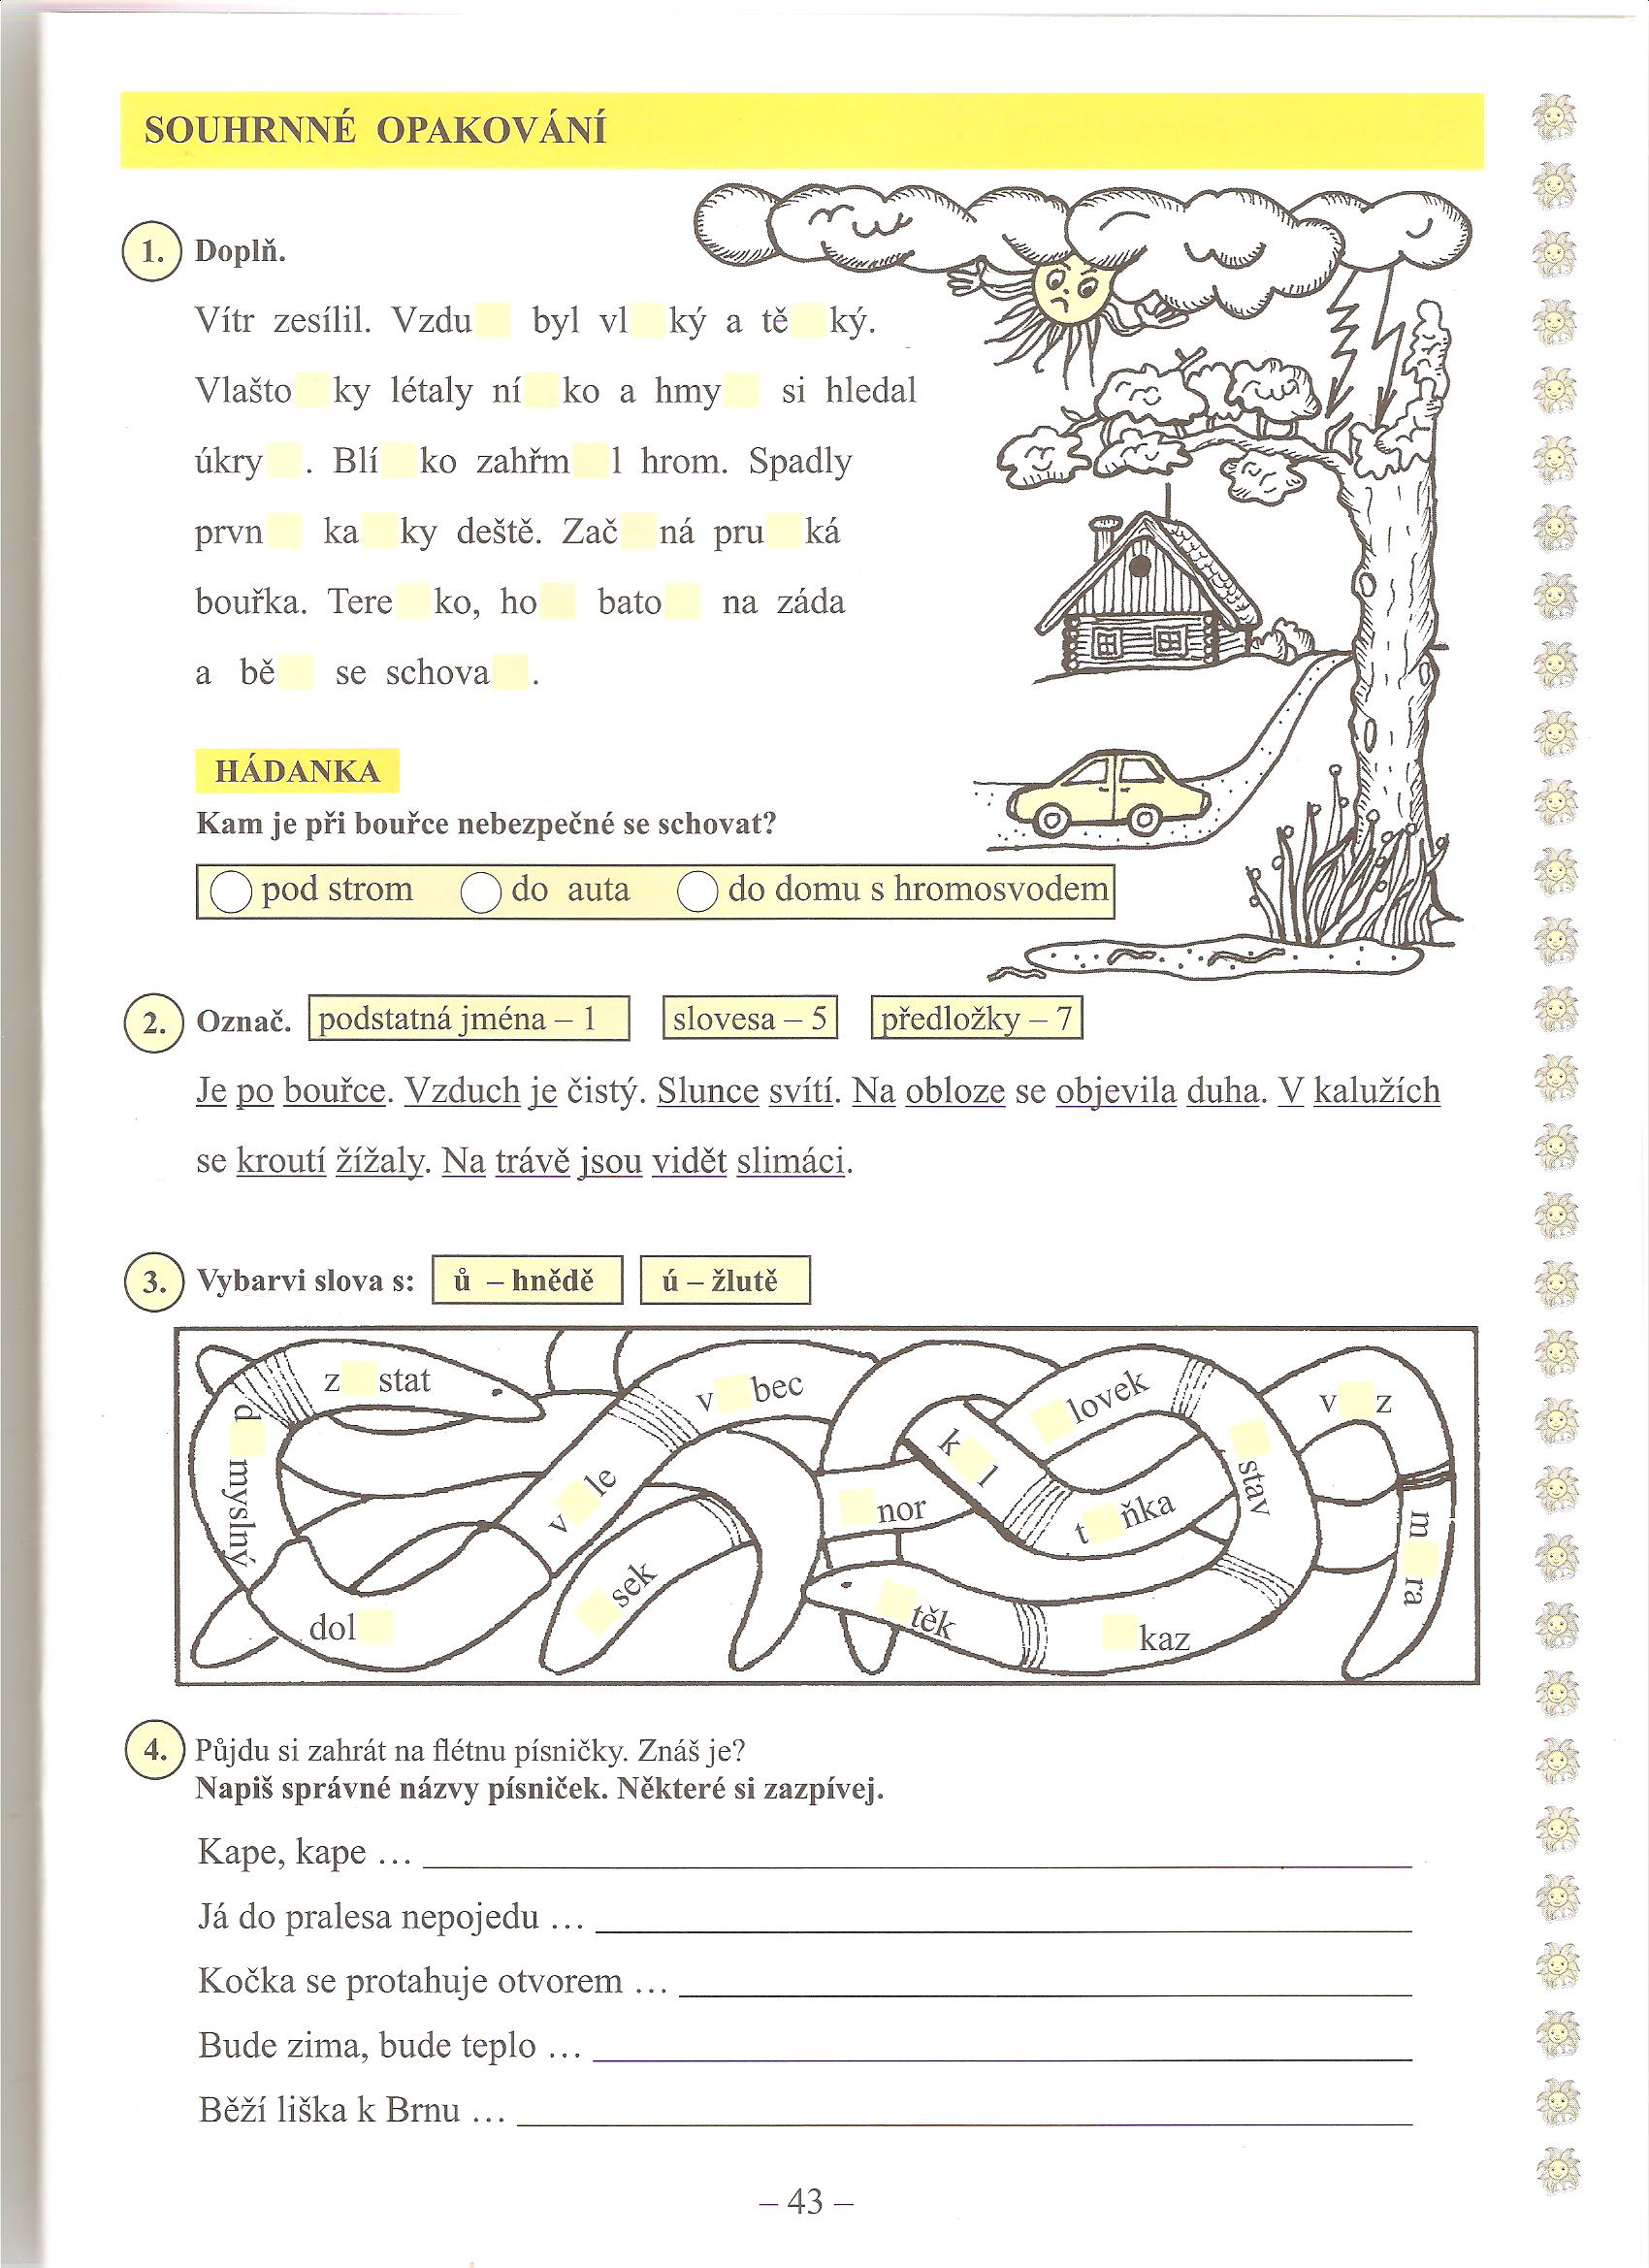 SOUHRNNÉ OPAKOVÁNÍ
1. Doplň.
Vítr zesílil. Vzdu  byl vl ký a tě ký.
Vlašto ky létaly ní ko a hmy  si hledal
úkry . Blí ko zahřm l hrom. Spadly
prvn  ka ky deště. Zač ná pru ká
bouřka. Tere ko, ho  bato  na záda
a bě  se schova .
HÁDANKA
Kam je při bouřce nebezpečné se schovat?
pod strom do auta do domu s hromosvodem
2. Označ. podstatná jména – 1 slovesa – 5 předložky – 7
Je po bouřce. Vzduch je čistý. Slunce svítí. Na obloze se objevila duha. V kalužích
se kroutí žížaly. Na trávě jsou vidět slimáci.
3. Vybarvi slova s: ů – hnědě ú – žlutě
z stat
d myslný
dol
v le
v bec
sek
nor
k l
lovek
t ňka
stav
těk
kaz
v z
m ra
4. Půjdu si zahrát na flétnu písničky. Znáš je?
Napiš správné názvy písniček. Některé si zazpívej.
Kape, kape …
Já do pralesa nepojedu …
Kočka se protahuje otvorem …
Bude zima, bude teplo …
Běží liška k Brnu …
– 43 –